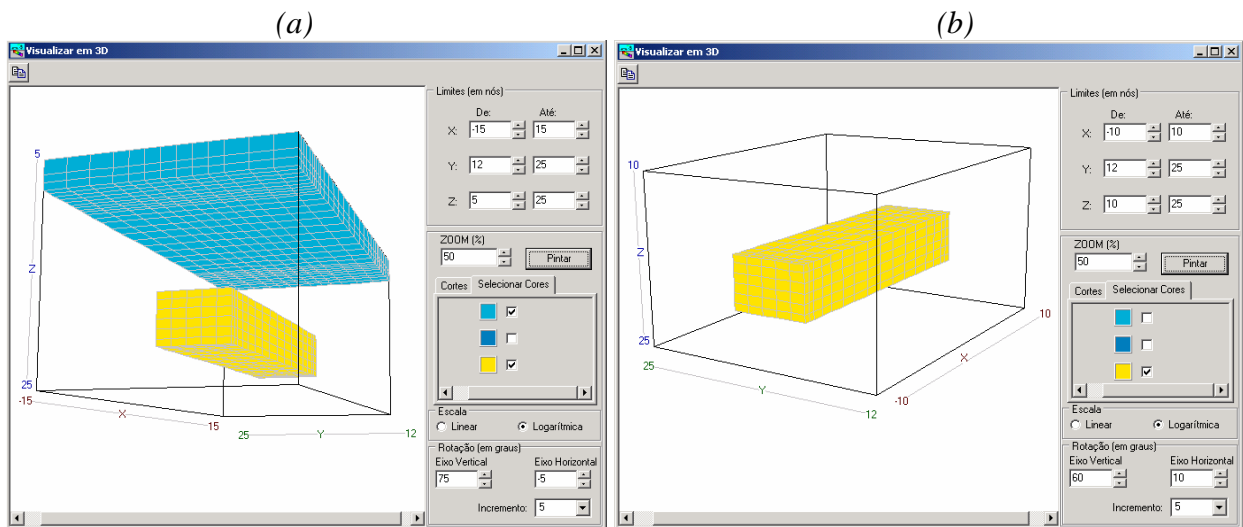 (a)
Visualizar em 3D
5
Z
25
-15
X
15
25
Y
12
Limites (em nós)
De: Até:
X: -15 15
Y: 12 25
Z: 5 25
ZOOM (%)
50 Pintar
Cortes Selecionar Cores
Escala
Linear Logarítmica
Rotação (em graus)
Eixo Vertical Eixo Horizontal
75 -5
Incremento: 5
(b)
Visualizar em 3D
10
Z
25
25
Y
12
-10
X
10
Limites (em nós)
De: Até:
X: -10 10
Y: 12 25
Z: 10 25
ZOOM (%)
50 Pintar
Cortes Selecionar Cores
Escala
Linear Logarítmica
Rotação (em graus)
Eixo Vertical Eixo Horizontal
60 10
Incremento: 5